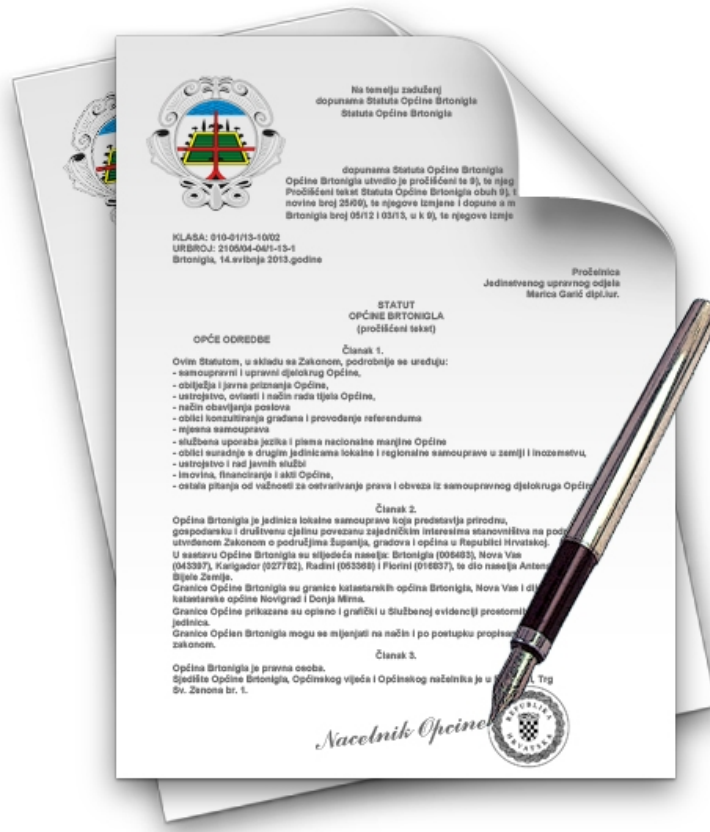 Na temelju zaduženj
dopunama Statuta Općine Brtonigla
Statuta Općine Brtonigla
dopunama Statuta Općine Brtonigla
Općine Brtonigla utvrdio je pročišćeni te 9), te njeg
Pročišćeni tekst Statuta Općine Brtonigla obuh 9), t
novine broj 25/09), te njegove izmjene i dopune a m
Brtonigla broj 05/12 i 03/13, u k 9), te njegove izmje
KLASA: 010-01/13-10/02
URBROJ: 2105/04-04/1-13-1
Brtonigla, 14.svibnja 2013.godine
Pročelnica
Jedinstvenog upravnog odjela
Marica Garić dipl.iur.
STATUT
OPĆINE BRTONIGLA
(pročišćeni tekst)
OPĆE ODREDBE
Članak 1.
Ovim Statutom, u skladu sa Zakonom, podrobnije se uređuju:
- samoupravni i upravni djelokrug Općine,
- obilježja i javna priznanja Općine,
- ustrojstvo, ovlasti i način rada tijela Općine,
- način obavljanja poslova
- oblici konzultiranja građana i provođenje referenduma
- mjesna samouprava
- službena uporaba jezika i pisma nacionalne manjine Općine
- oblici suradnje s drugim jedinicama lokalne i regionalne samouprave u zemlji i inozemstvu,
- ustrojstvo i rad javnih službi
- imovina, financiranje i akti Općine,
- ostala pitanja od važnosti za ostvarivanje prava i obveza iz samoupravnog djelokruga Općin
Članak 2.
Općina Brtonigla je jedinica lokalne samouprave koja predstavlja prirodnu,
gospodarsku i društvenu cjelinu povezanu zajedničkim interesima stanovništva na podr
utvrđenom Zakonom o područjima županija, gradova i općina u Republici Hrvatskoj.
U sastavu Općine Brtonigla su slijedeća naselja: Brtonigla (006483), Nova Vas
(043397), Karigador (027782), Radini (053368) i Fiorini (016837), te dio naselja Anten
Bijele Zemlje.
Granice Općine Brtonigla su granice katastarskih općina Brtonigla, Nova Vas i dij
katastarske općine Novigrad i Donja Mirna.
Granice Općine prikazane su opisno i grafički u Službenoj evidenciji prostornih
jedinica.
Granice Općien Brtonigla mogu se mijenjati na način i po postupku propisan
zakonom.
Članak 3.
Općina Brtonigla je pravna osoba.
Sjedište Općine Brtonigla, Općinskog vijeća i Općinskog načelnika je u Trg
Sv. Zenona br. 1.
Nacelnik Opcine
REPUBLIKA
HRVATSKA